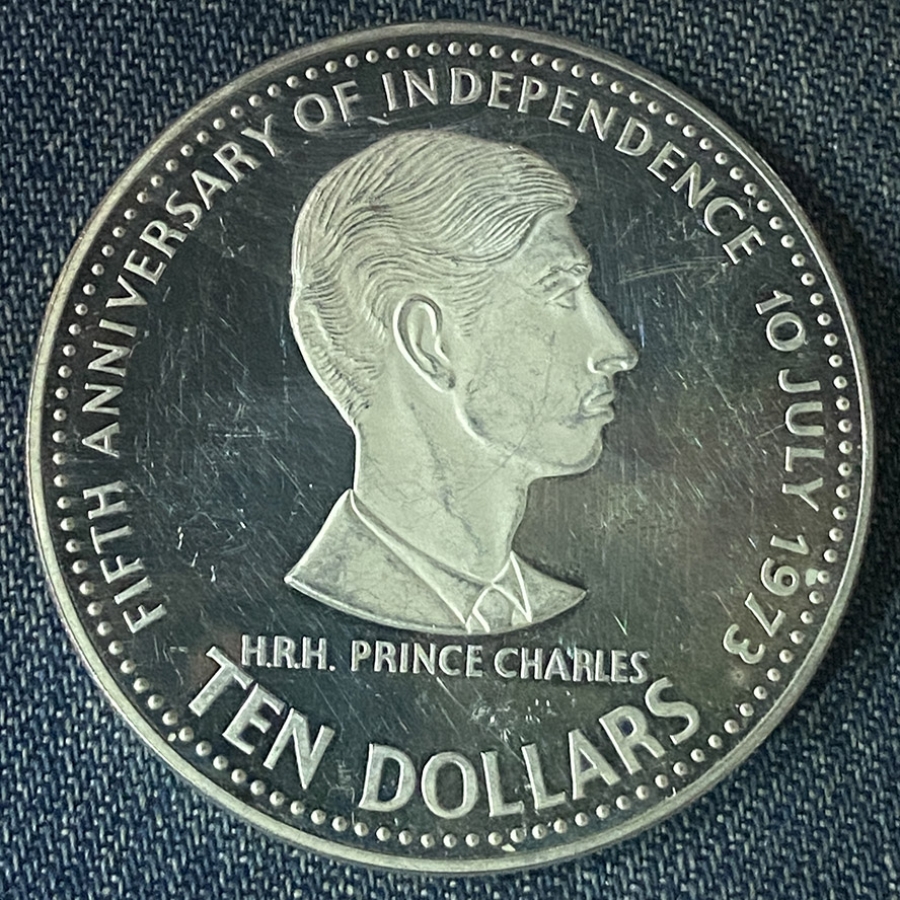 FIFTH ANNIVERSARY OF INDEPENDENCE 10 JULY 1973
H.R.H. PRINCE CHARLES
TEN DOLLARS